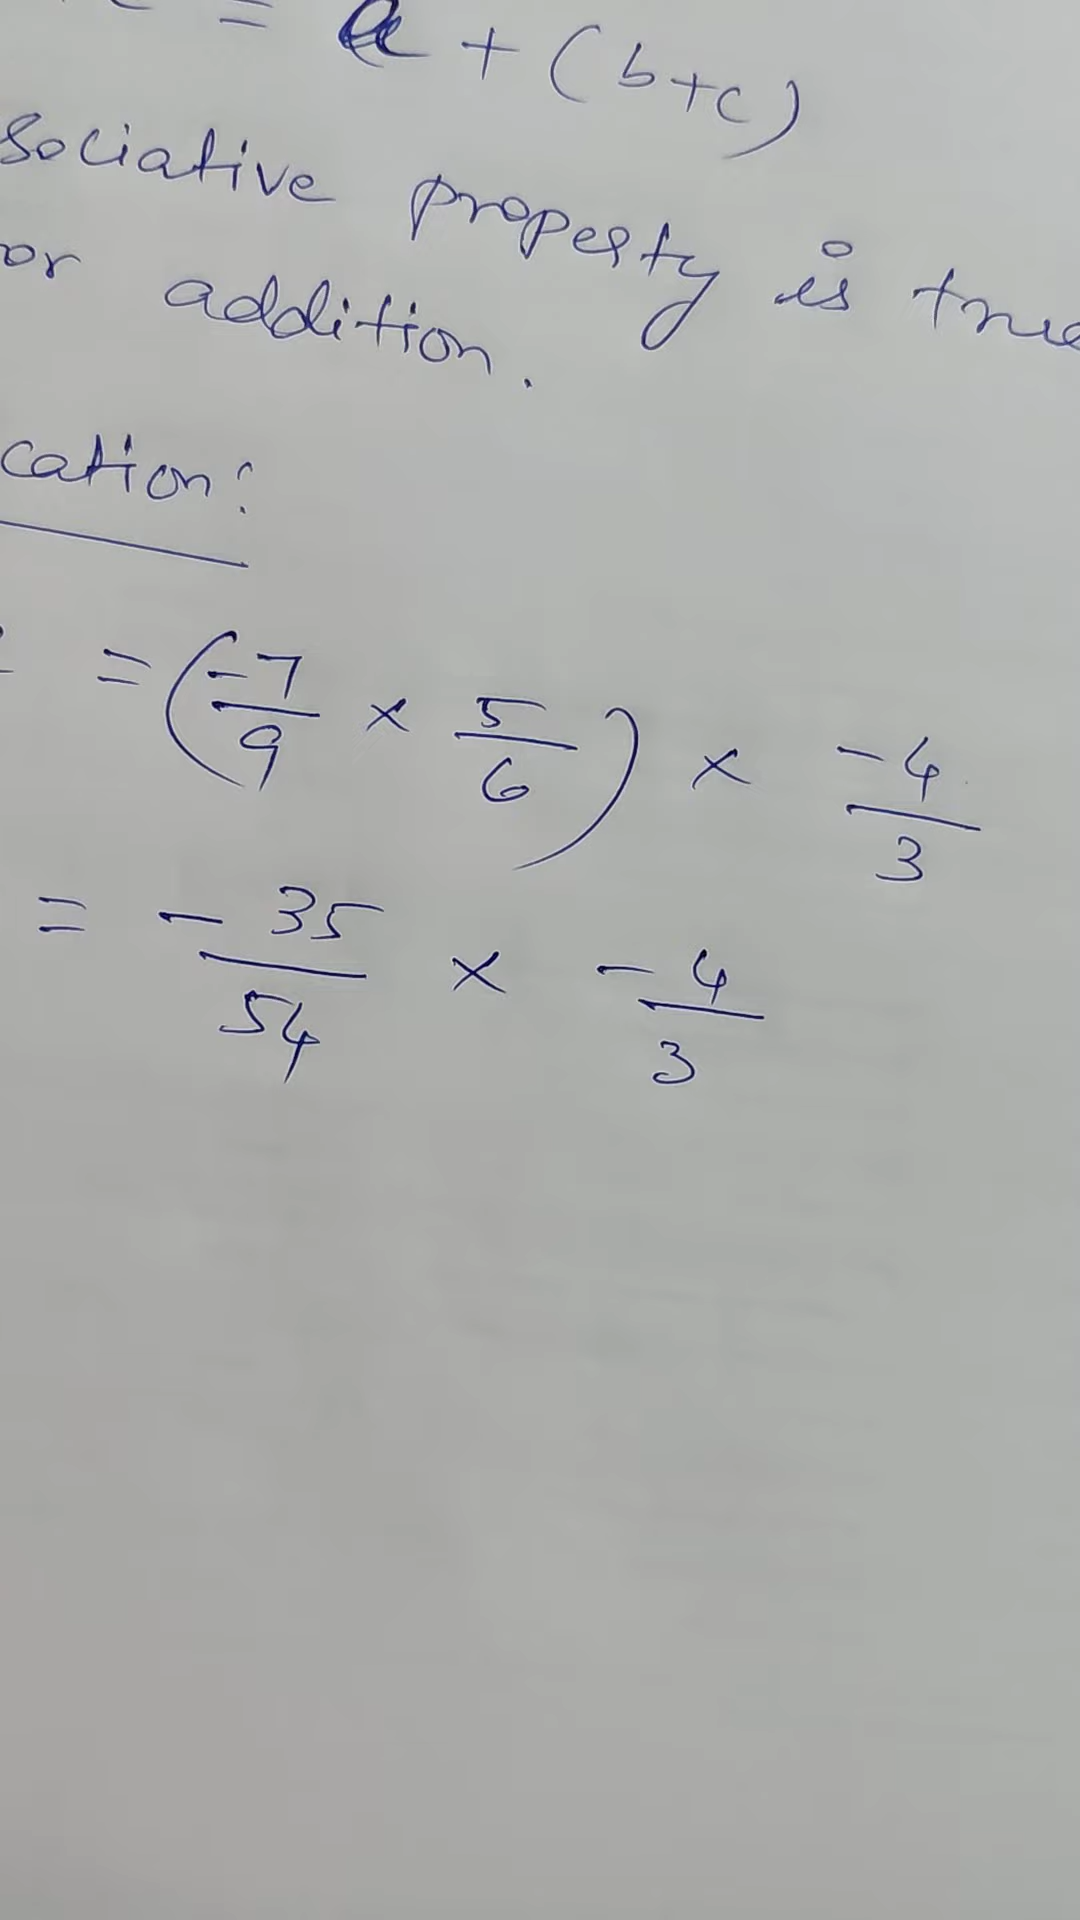 = a + (b+c)
sociative property is true
or addition.
cation:
= (-7/9 × 5/6) × -4/3
= -35/54 × -4/3